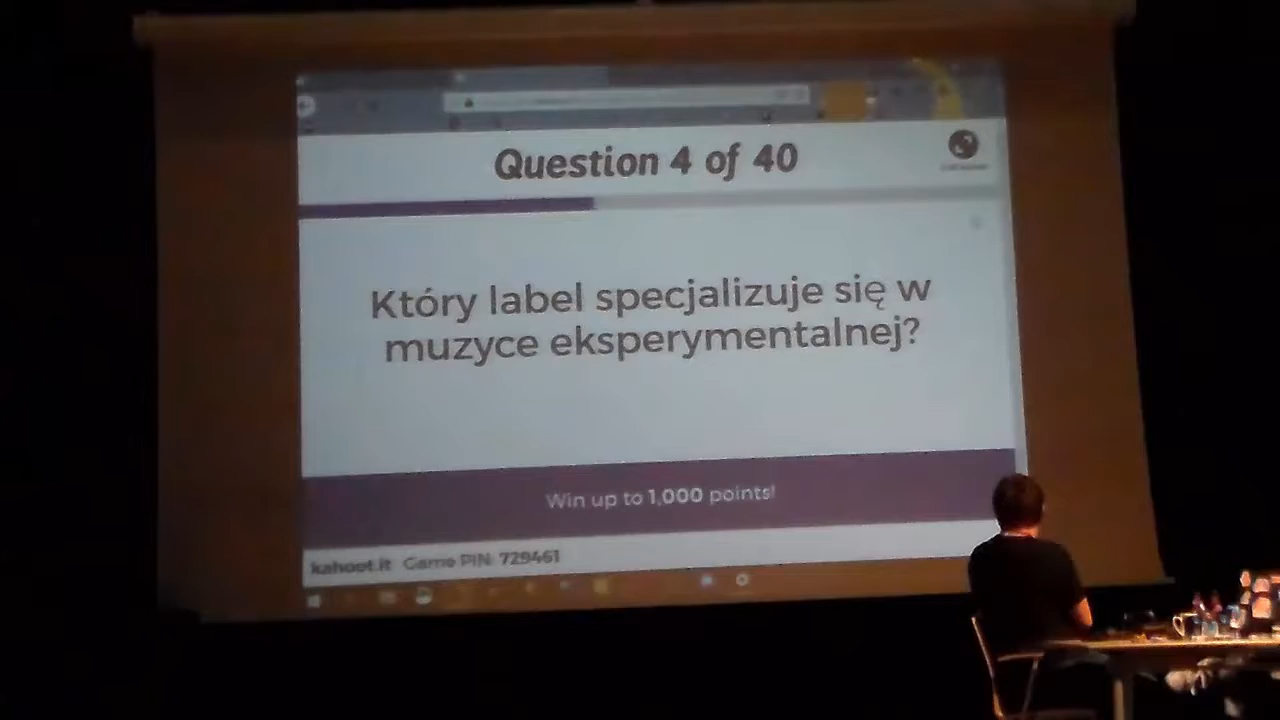 Question 4 of 40
Który label specjalizuje się w
muzyce eksperymentalnej?
Win up to 1,000 points!
kahoot.it Game PIN: 729461